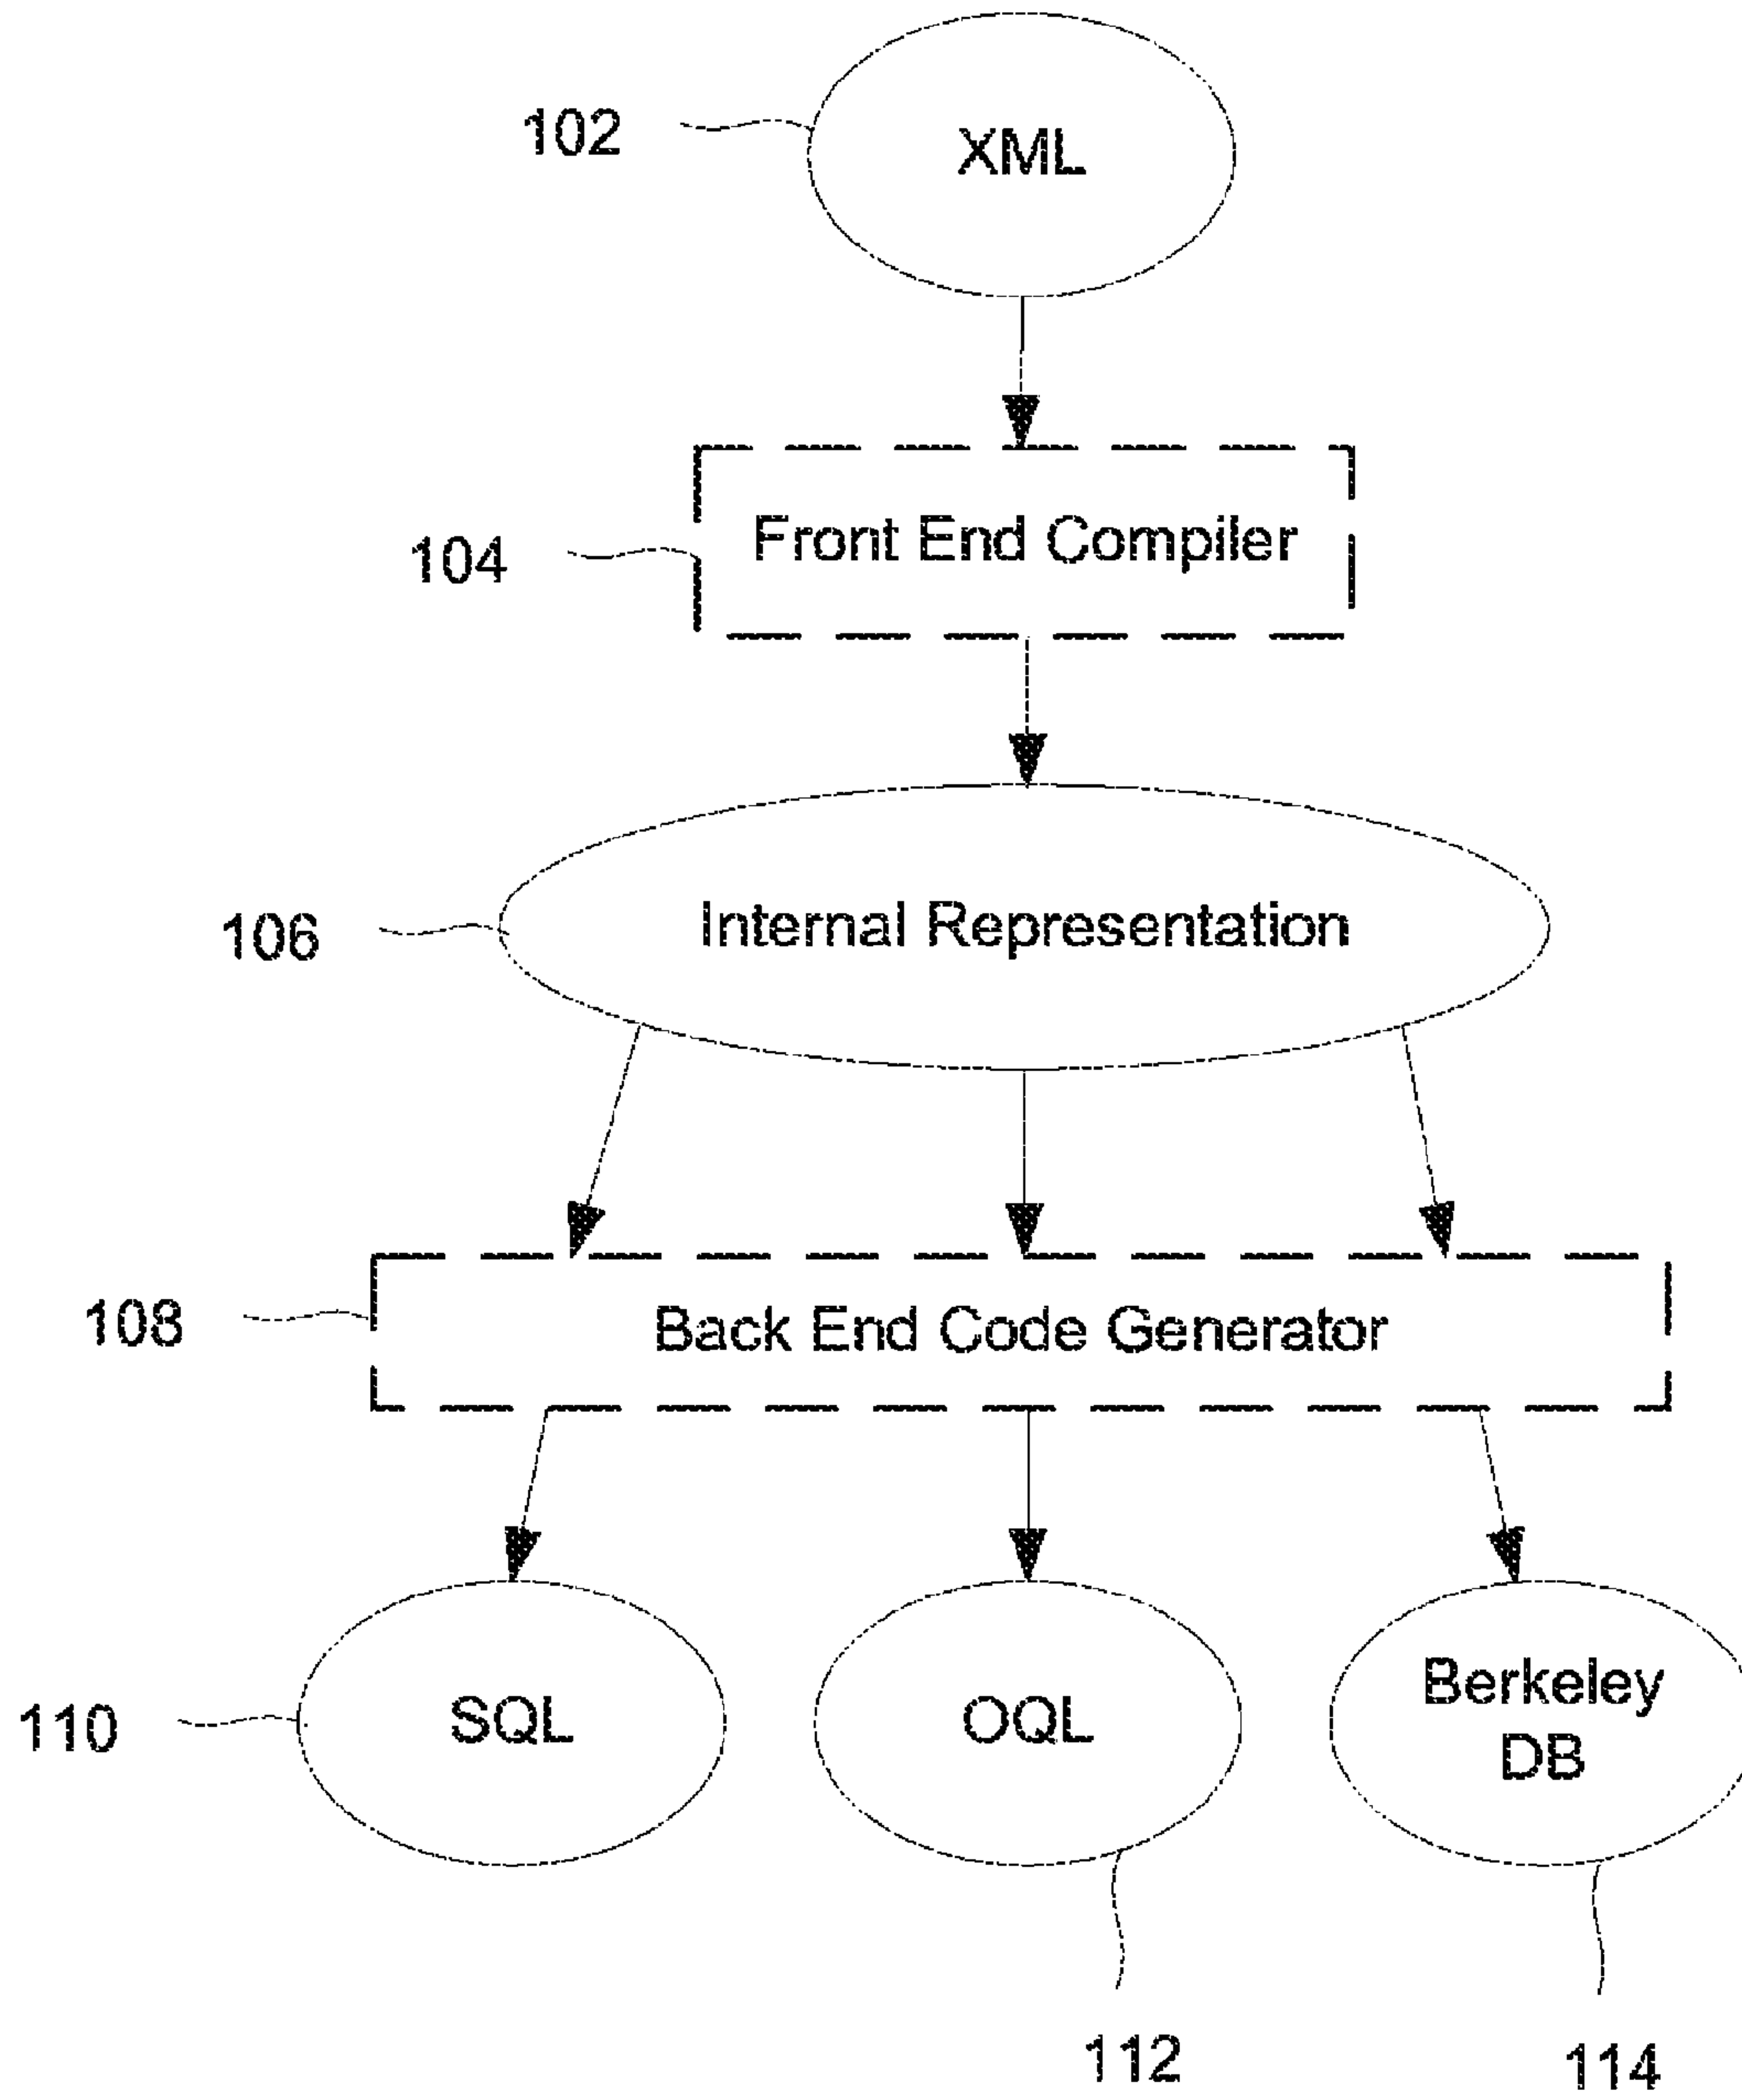 102
XML
104
Front End Compiler
106
Internal Representation
108
Back End Code Generator
110
SQL
OQL
Berkeley
DB
112
114